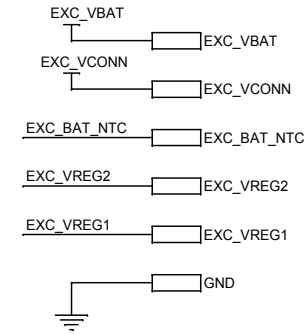 EXC_VBAT
EXC_VBAT
EXC_VCONN
EXC_VCONN
EXC_BAT_NTC EXC_BAT_NTC
EXC_VREG2 EXC_VREG2
EXC_VREG1 EXC_VREG1
GND